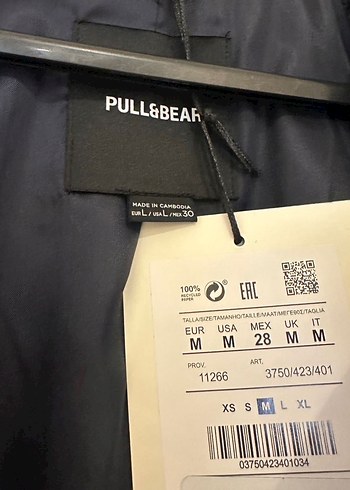 PULL&BEAR
MADE IN CAMBODIA
EUR L / USA L / MEX 30
100%
RECYCLED
PAPER
EAC
TALLA/SIZE/TAMANHO/TAILLE/MAAT/ΜΕΓΕΘΟΣ/TAGLIA
EUR USA MEX UK IT
M M 28 M M
PROV. ART.
11266 3750/423/401
XS S M L XL
03750423401034